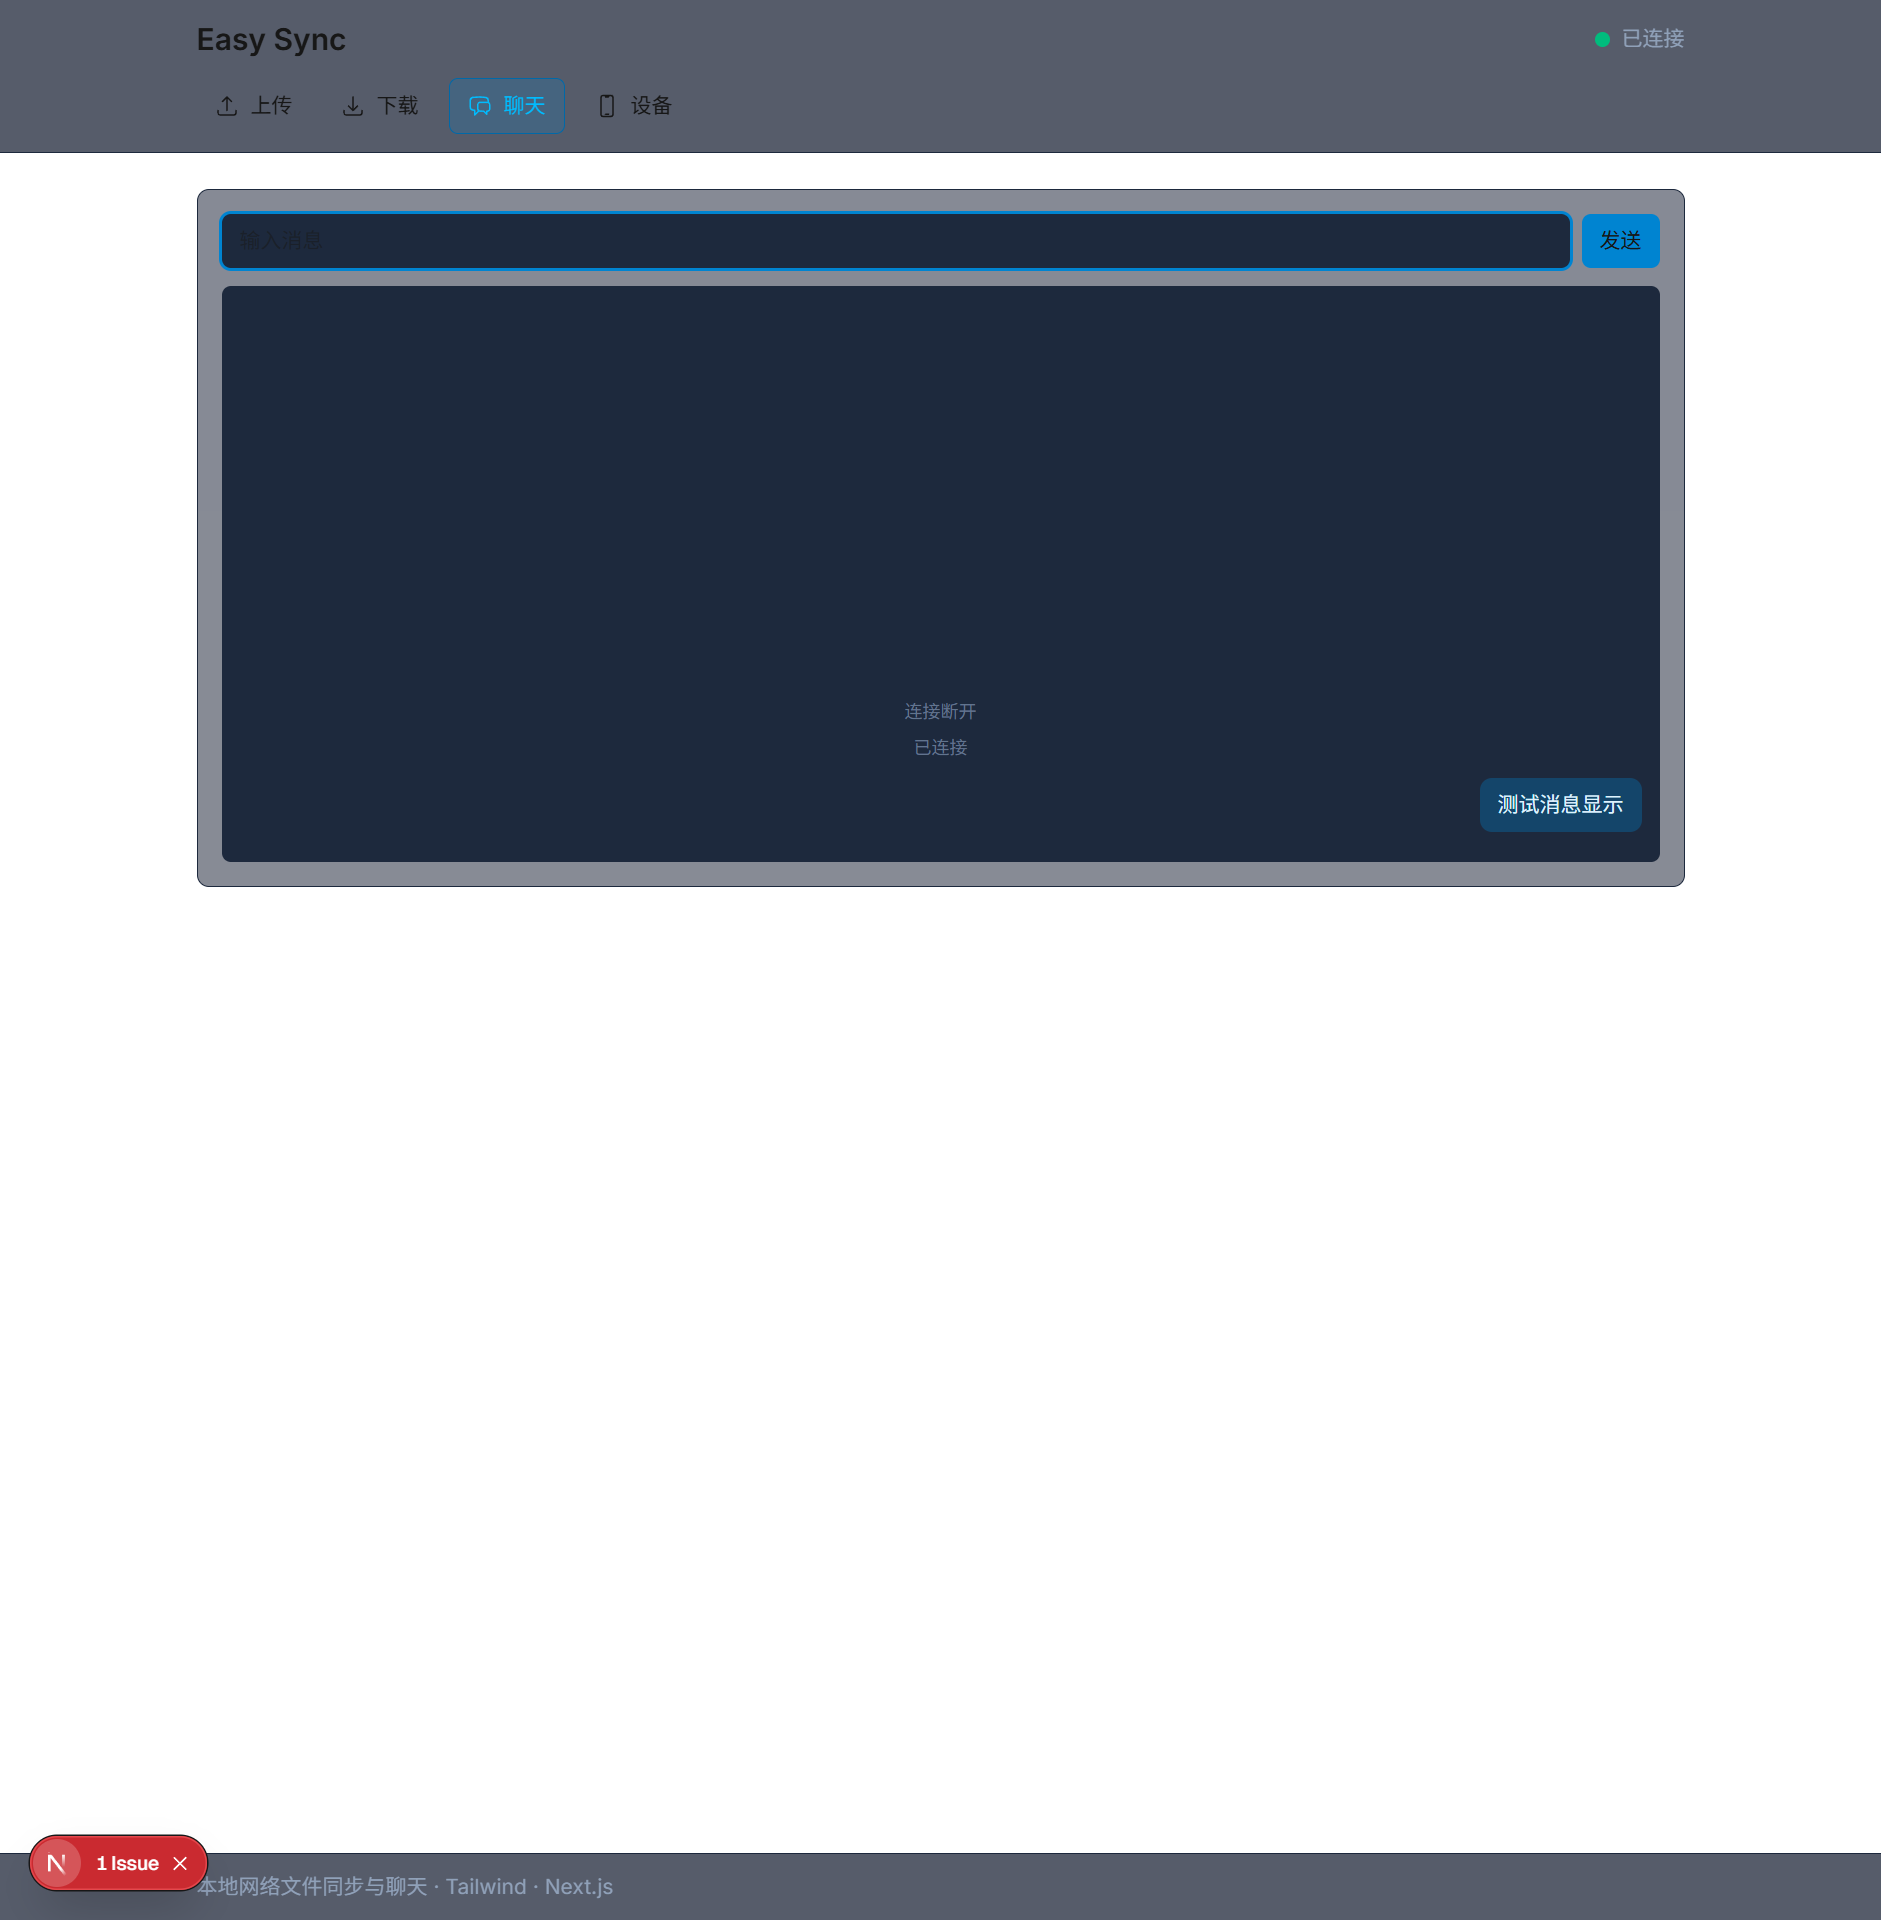 Easy Sync
已连接
上传 下载 聊天 设备
输入消息
发送
连接断开
已连接
测试消息显示
1 Issue
本地网络文件同步与聊天 · Tailwind · Next.js